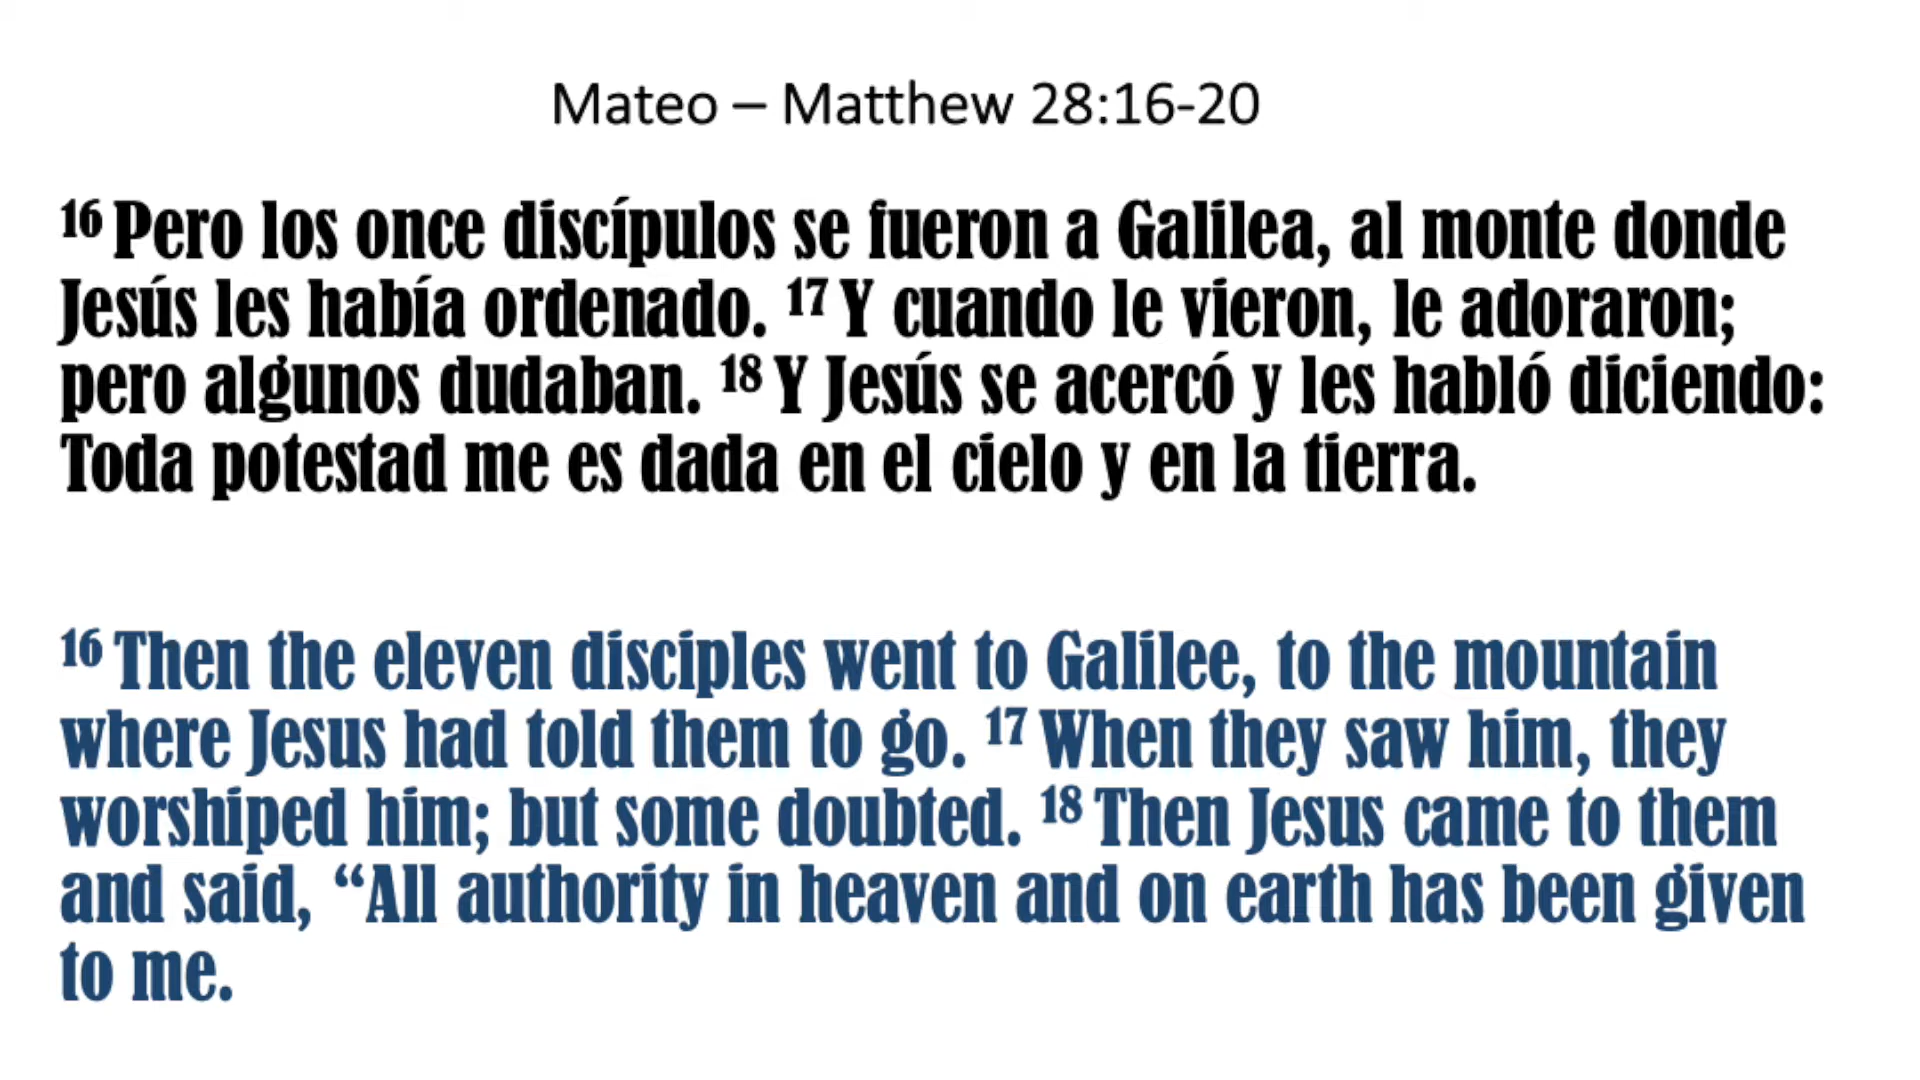 Mateo – Matthew 28:16-20
16 Pero los once discípulos se fueron a Galilea, al monte donde
Jesús les había ordenado. 17 Y cuando le vieron, le adoraron;
pero algunos dudaban. 18 Y Jesús se acercó y les habló diciendo:
Toda potestad me es dada en el cielo y en la tierra.
16 Then the eleven disciples went to Galilee, to the mountain
where Jesus had told them to go. 17 When they saw him, they
worshiped him; but some doubted. 18 Then Jesus came to them
and said, “All authority in heaven and on earth has been given
to me.